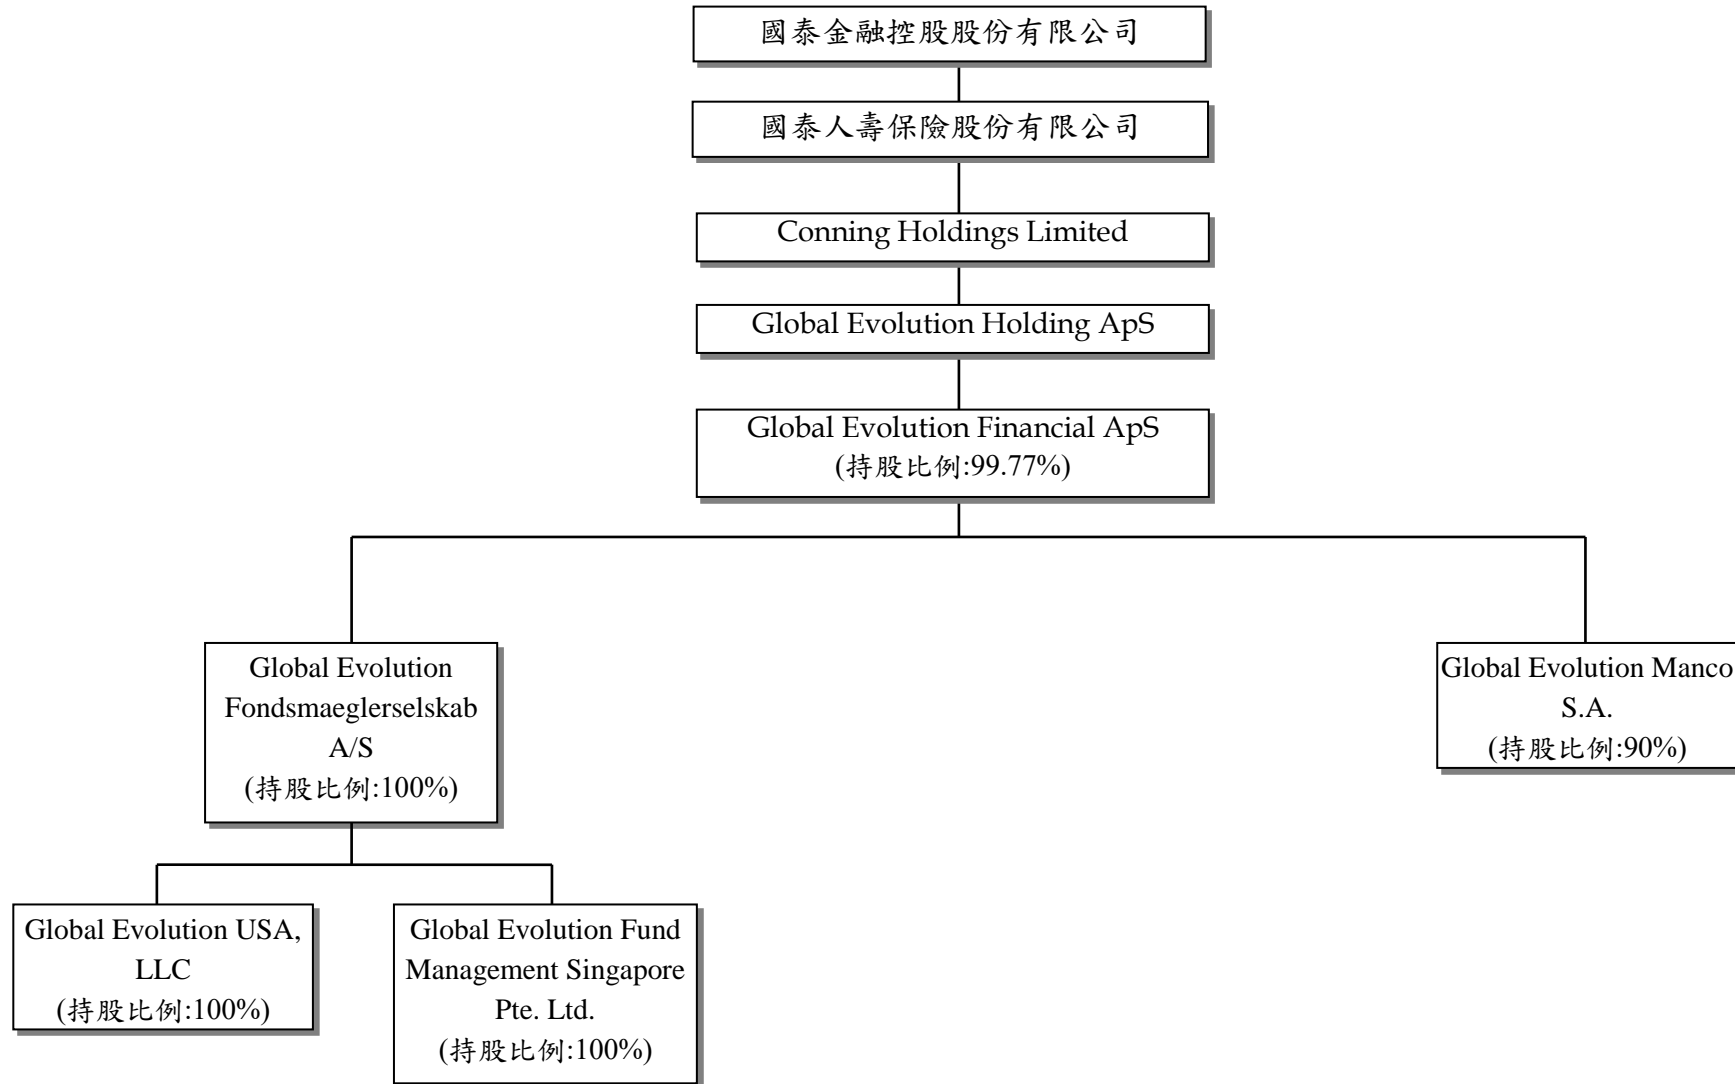 國泰金融控股股份有限公司
國泰人壽保險股份有限公司
Conning Holdings Limited
Global Evolution Holding ApS
Global Evolution Financial ApS
(持股比例:99.77%)
Global Evolution
Fondsmaeglerselskab
A/S
(持股比例:100%)
Global Evolution Manco
S.A.
(持股比例:90%)
Global Evolution USA,
LLC
(持股比例:100%)
Global Evolution Fund
Management Singapore
Pte. Ltd.
(持股比例:100%)